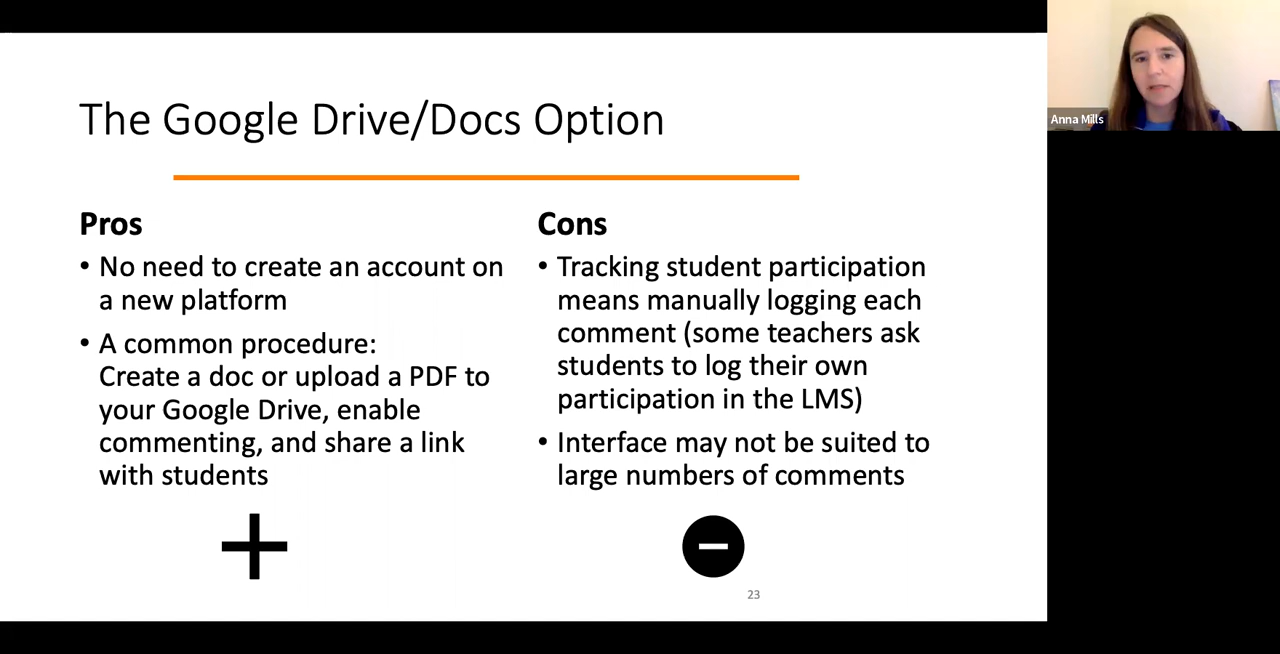 The Google Drive/Docs Option
Pros
• No need to create an account on
a new platform
• A common procedure:
Create a doc or upload a PDF to
your Google Drive, enable
commenting, and share a link
with students
Cons
• Tracking student participation
means manually logging each
comment (some teachers ask
students to log their own
participation in the LMS)
• Interface may not be suited to
large numbers of comments
23
Anna Mills